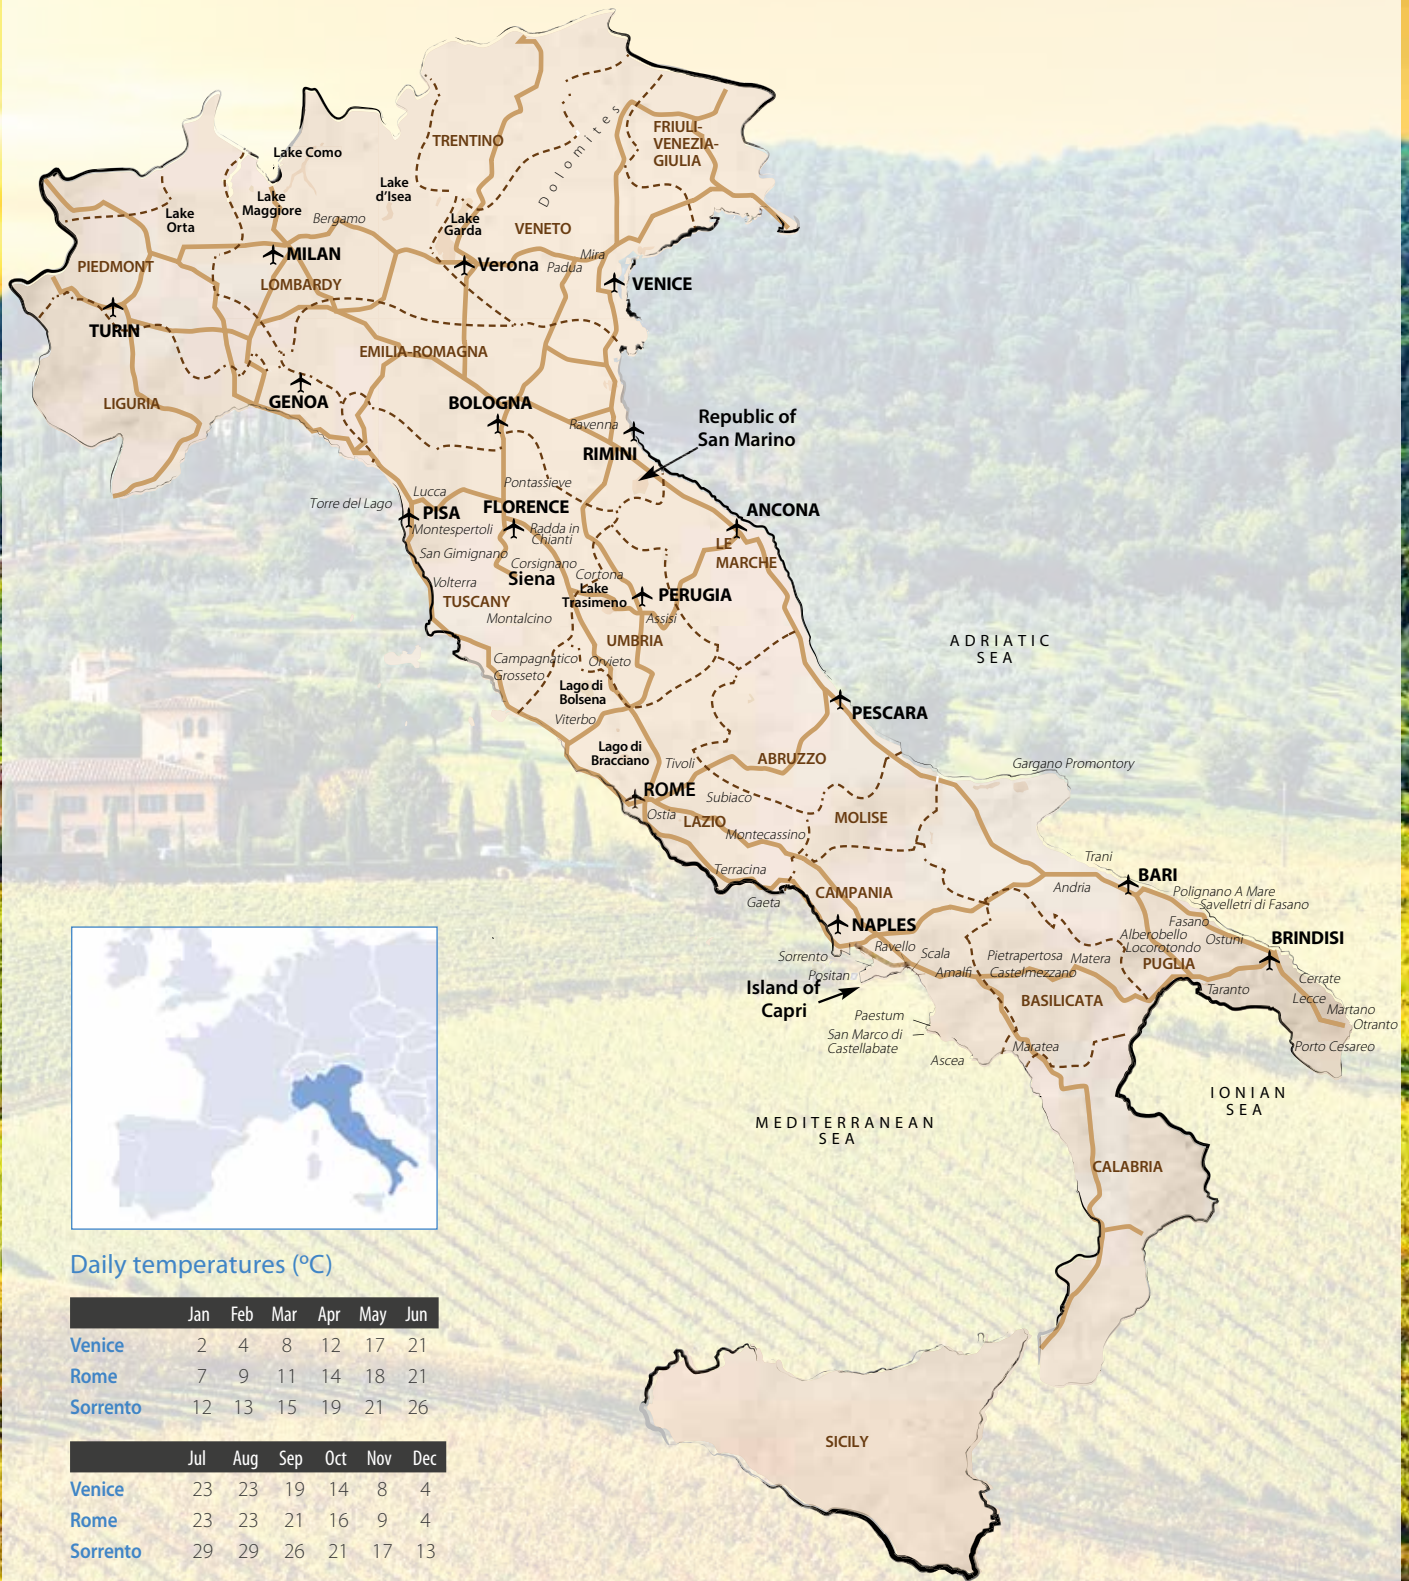 TRENTINO
Dolomites
FRIULI-
VENEZIA-
GIULIA
Lake Como
Lake
d'Isea
Lake
Maggiore
Lake
Orta
Bergamo
Lake
Garda
VENETO
MILAN
Verona
Padua
Mira
VENICE
PIEDMONT
LOMBARDY
TURIN
EMILIA-ROMAGNA
LIGURIA
GENOA
BOLOGNA
Ravenna
RIMINI
Republic of
San Marino
Pontassieve
Lucca
Torre del Lago
PISA
FLORENCE
ANCONA
Montespertoli
Radda in
Chianti
LE
MARCHE
San Gimignano
Corsignano
Siena
Cortona
Volterra
Lake
Trasimeno
PERUGIA
TUSCANY
Montalcino
Assisi
UMBRIA
ADRIATIC
SEA
Campagnatico
Orvieto
Grosseto
Lago di
Bolsena
Viterbo
PESCARA
Lago di
Bracciano
Tivoli
ABRUZZO
Gargano Promontory
ROME
Subiaco
Ostia
LAZIO
MOLISE
Montecassino
Terracina
Trani
BARI
CAMPANIA
Andria
Polignano A Mare
Savelletri di Fasano
Gaeta
NAPLES
Fasano
Alberobello
Ostuni
BRINDISI
Locorotondo
Sorrento
Ravello
Scala
Pietrapertosa
Matera
PUGLIA
Positano
Amalfi
Castelmezzano
Cerrate
Island of
Capri
BASILICATA
Taranto
Lecce
Martano
Otranto
Paestum
San Marco di
Castellabate
Ascea
Maratea
Porto Cesareo
IONIAN
SEA
MEDITERRANEAN
SEA
CALABRIA
SICILY
Daily temperatures (ºC)
Jan Feb Mar Apr May Jun
Venice 2 4 8 12 17 21
Rome 7 9 11 14 18 21
Sorrento 12 13 15 19 21 26
Jul Aug Sep Oct Nov Dec
Venice 23 23 19 14 8 4
Rome 23 23 21 16 9 4
Sorrento 29 29 26 21 17 13